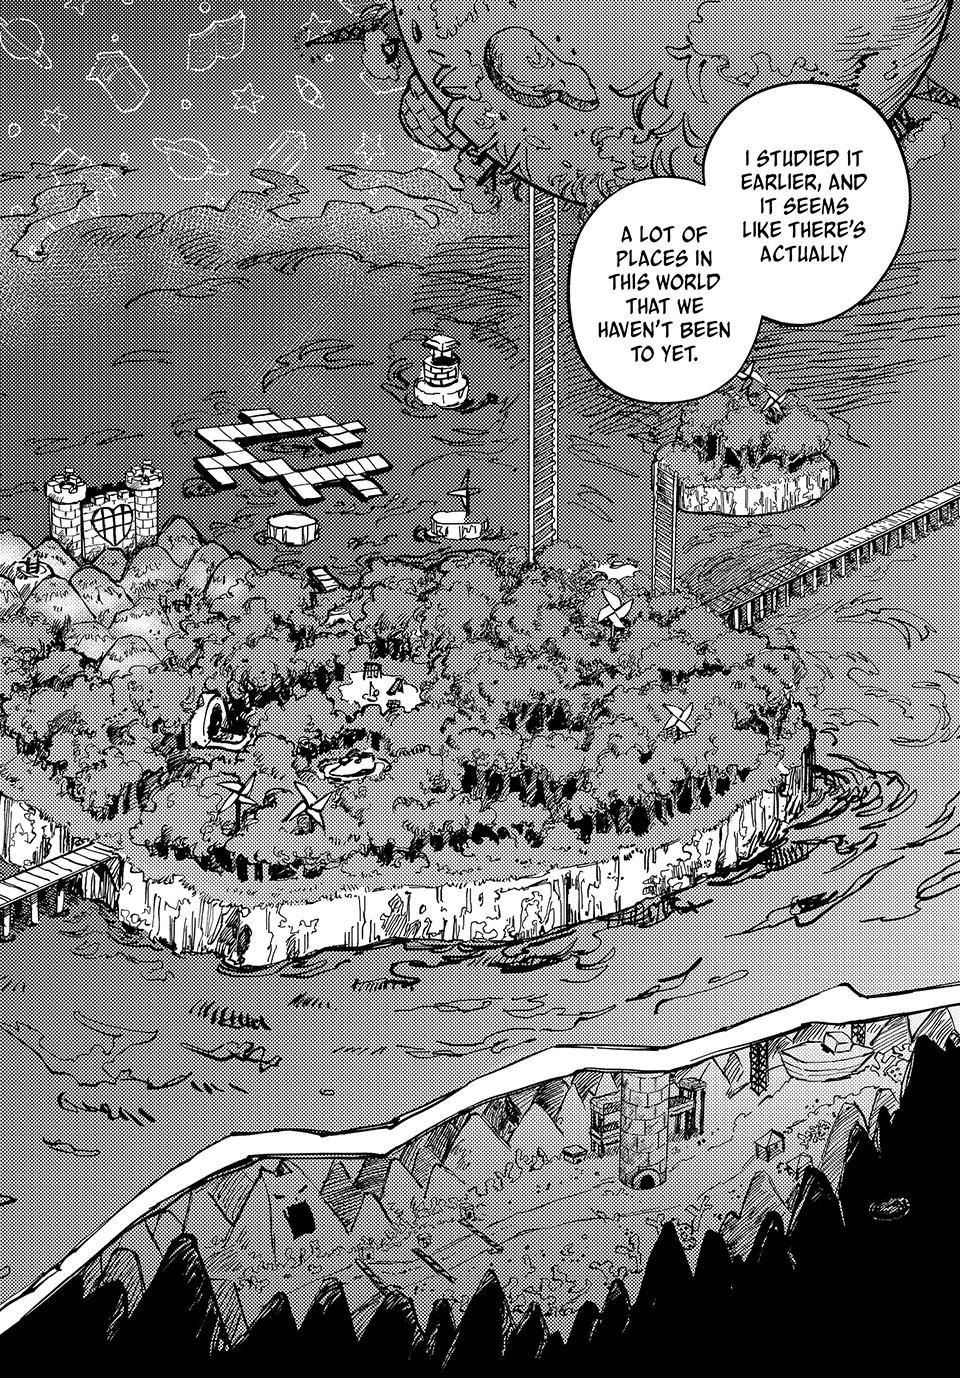 I STUDIED IT
EARLIER, AND
IT SEEMS
LIKE THERE'S
ACTUALLY
A LOT OF
PLACES IN
THIS WORLD
THAT WE
HAVEN'T BEEN
TO YET.